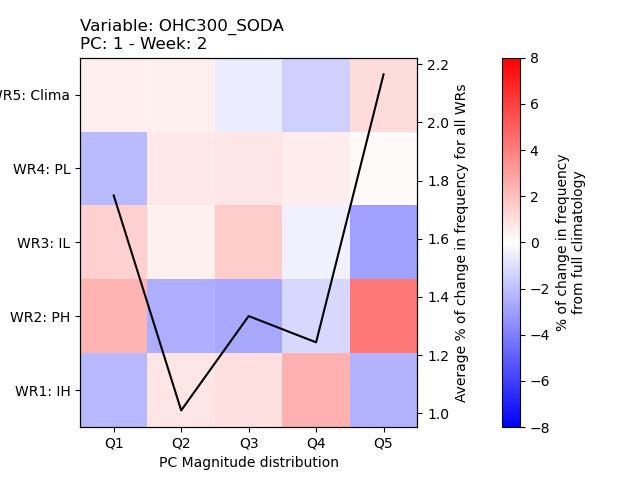 Variable: OHC300_SODA
PC: 1 - Week: 2
WR5: Clima
WR4: PL
WR3: IL
WR2: PH
WR1: IH
Q1 Q2 Q3 Q4 Q5
PC Magnitude distribution
2.2
2.0
1.8
1.6
1.4
1.2
1.0
Average % of change in frequency for all WRs
8
6
4
2
0
−2
−4
−6
−8
% of change in frequency
from full climatology